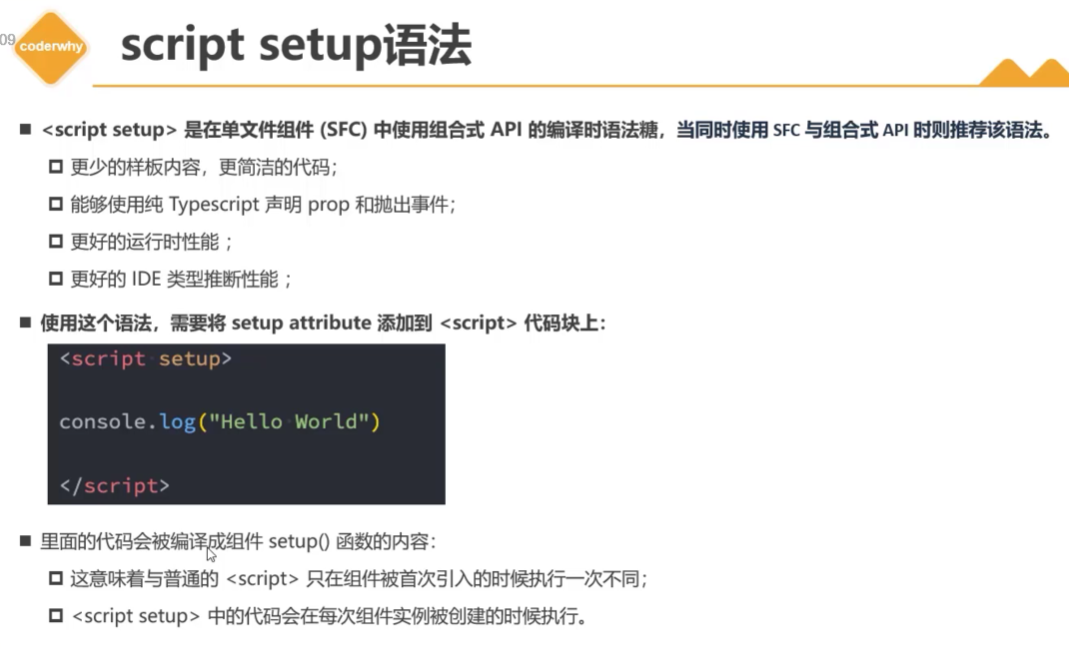 09
coderwhy
script setup语法
<script setup> 是在单文件组件 (SFC) 中使用组合式 API 的编译时语法糖，当同时使用 SFC 与组合式 API 时则推荐该语法。
更少的样板内容，更简洁的代码；
能够使用纯 Typescript 声明 prop 和抛出事件；
更好的运行时性能 ；
更好的 IDE 类型推断性能 ；
使用这个语法，需要将 setup attribute 添加到 <script> 代码块上：
<script setup>
console.log("Hello World")
</script>
里面的代码会被编译成组件 setup() 函数的内容：
这意味着与普通的 <script> 只在组件被首次引入的时候执行一次不同；
<script setup> 中的代码会在每次组件实例被创建的时候执行。